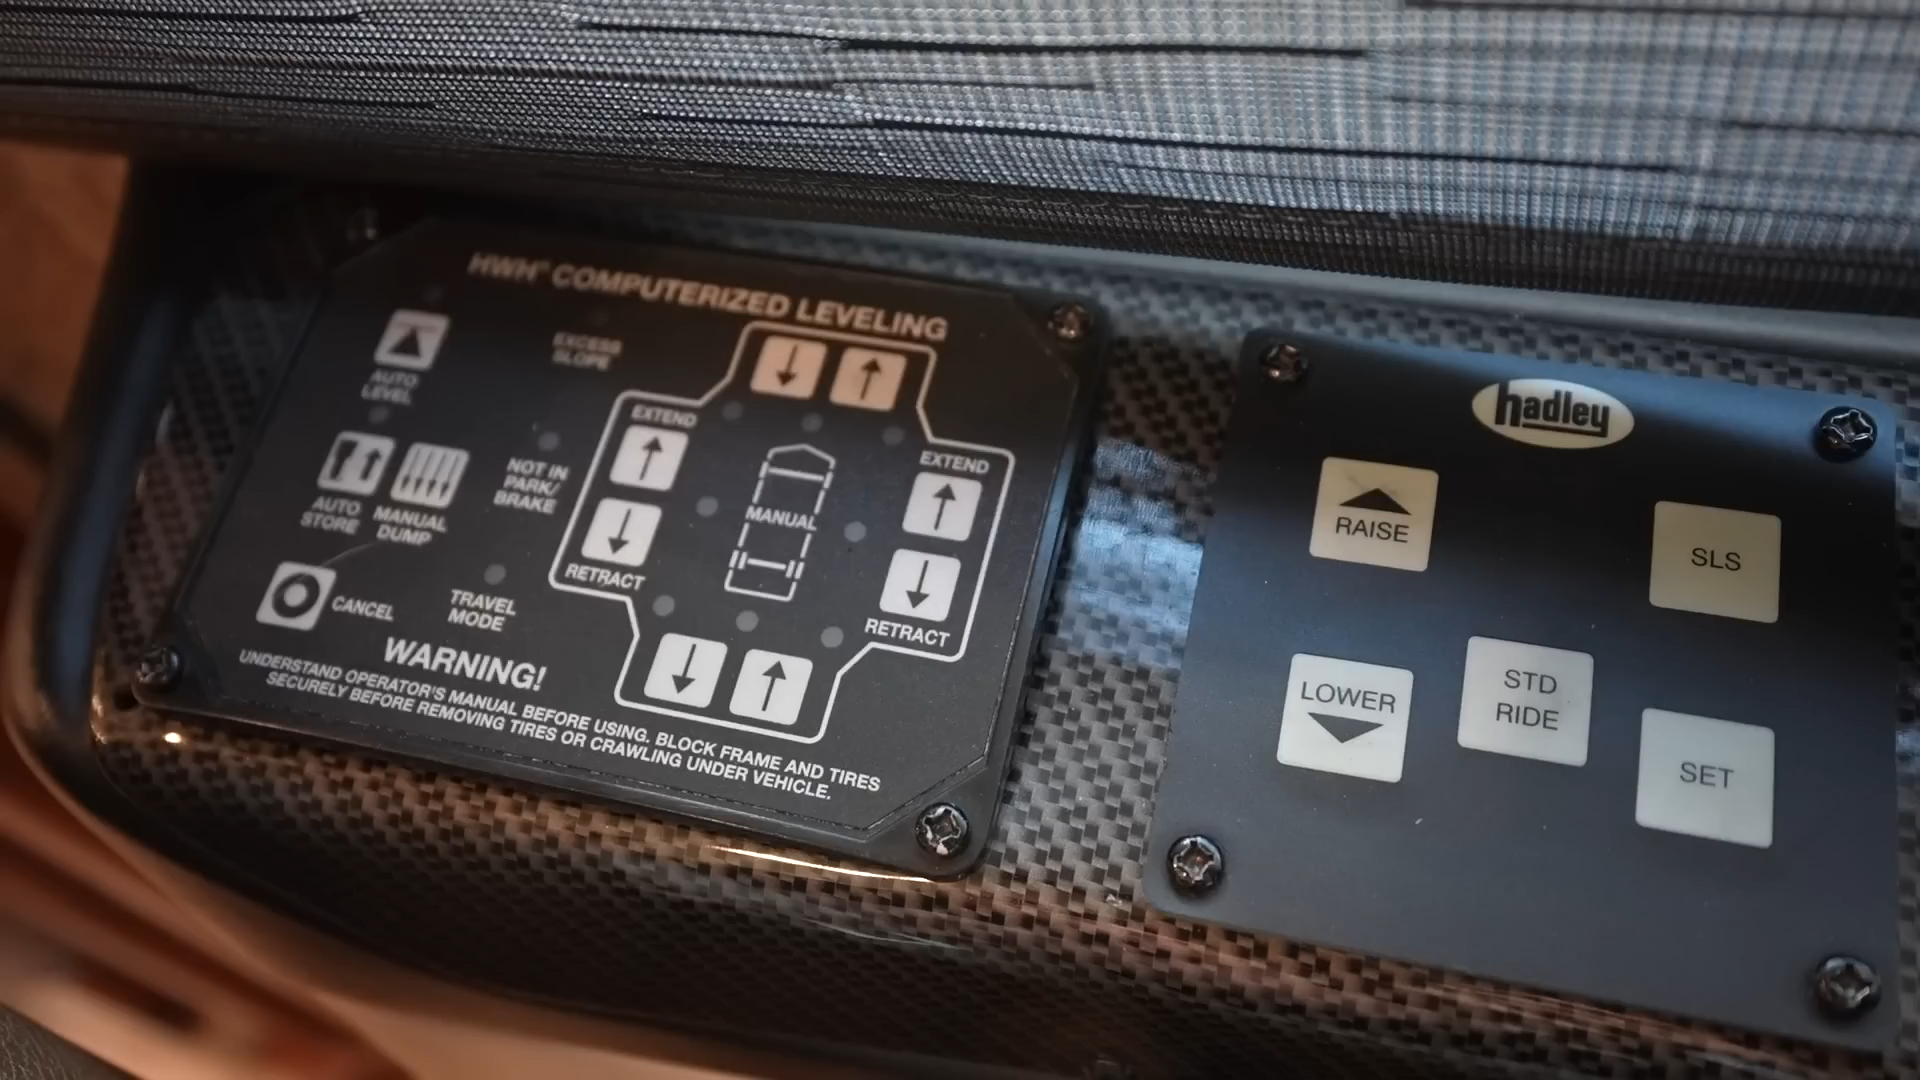 HWH® COMPUTERIZED LEVELING
AUTO
LEVEL
EXCESS
SLOPE
AUTO
STORE
MANUAL
DUMP
NOT IN
PARK/
BRAKE
CANCEL
TRAVEL
MODE
EXTEND
RETRACT
MANUAL
EXTEND
RETRACT
WARNING!
UNDERSTAND OPERATOR'S MANUAL BEFORE USING. BLOCK FRAME AND TIRES
SECURELY BEFORE REMOVING TIRES OR CRAWLING UNDER VEHICLE.
hadley
RAISE
SLS
LOWER
STD
RIDE
SET